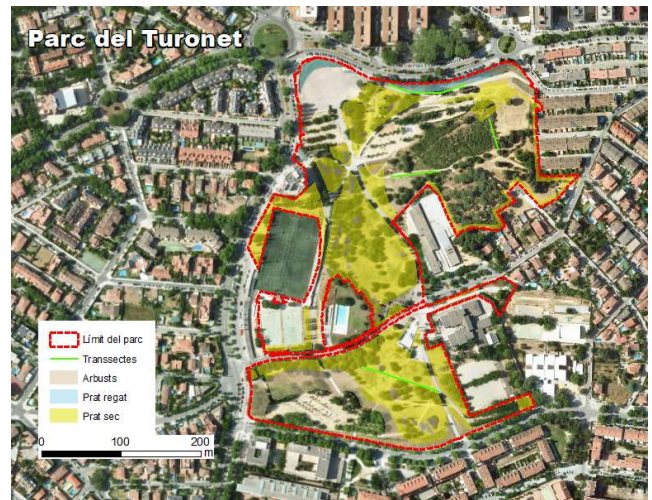 Parc del Turonet
Límit del parc
Transsectes
Arbusts
Prat regat
Prat sec
0 100 200
m